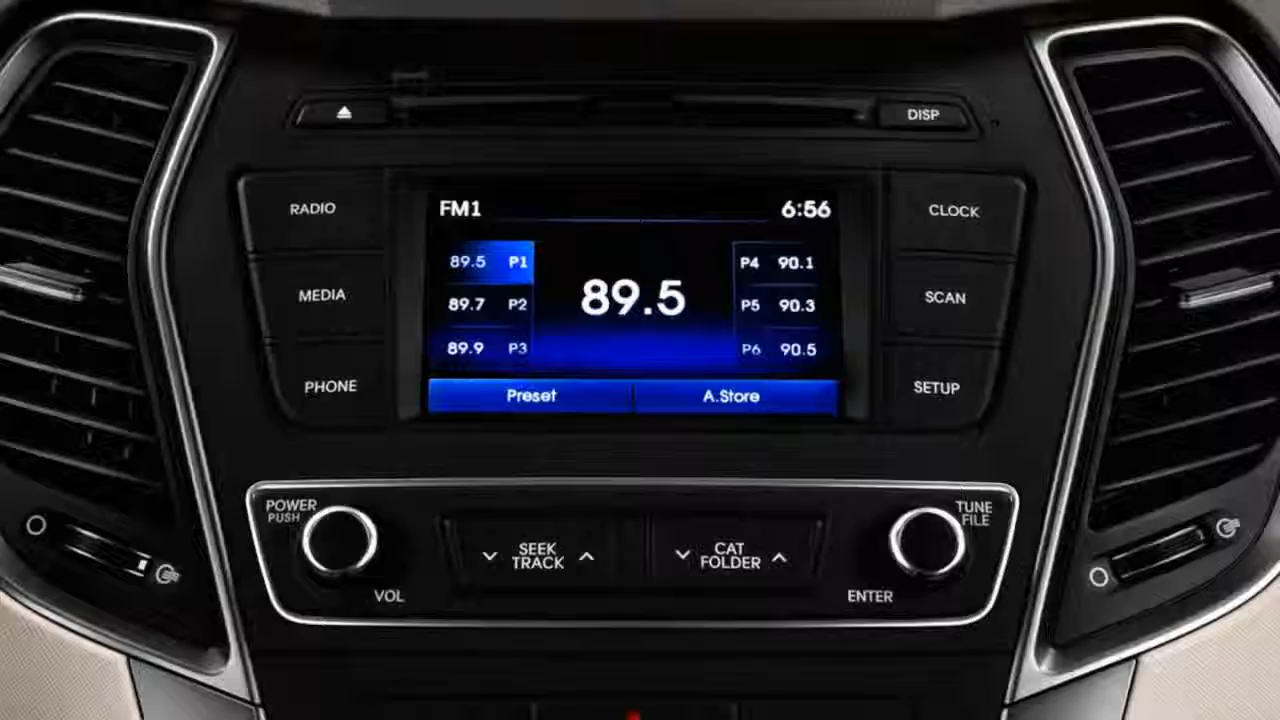 DISP
RADIO
MEDIA
PHONE
FM1 6:56
89.5 P1
89.7 P2
89.9 P3
89.5
P4 90.1
P5 90.3
P6 90.5
Preset A.Store
CLOCK
SCAN
SETUP
POWER
PUSH
VOL
SEEK
TRACK
CAT
FOLDER
TUNE
FILE
ENTER